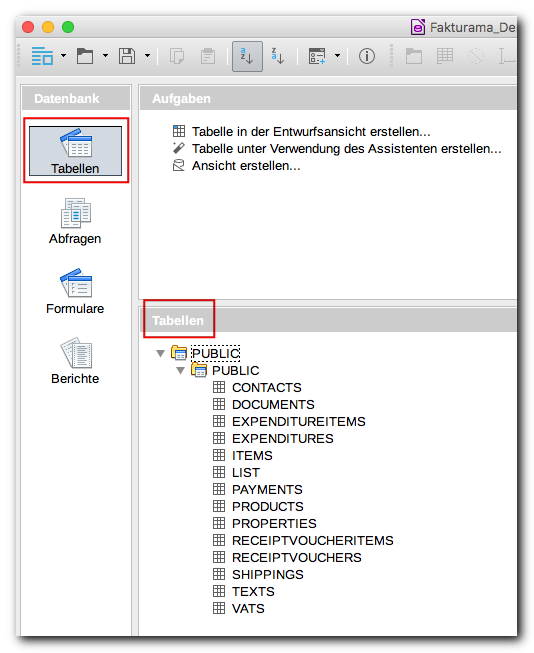 Fakturama_De
Datenbank
Aufgaben
Tabellen
Abfragen
Formulare
Berichte
Tabelle in der Entwurfsansicht erstellen...
Tabelle unter Verwendung des Assistenten erstellen...
Ansicht erstellen...
Tabellen
PUBLIC
PUBLIC
CONTACTS
DOCUMENTS
EXPENDITUREITEMS
EXPENDITURES
ITEMS
LIST
PAYMENTS
PRODUCTS
PROPERTIES
RECEIPTVOUCHERITEMS
RECEIPTVOUCHERS
SHIPPINGS
TEXTS
VATS